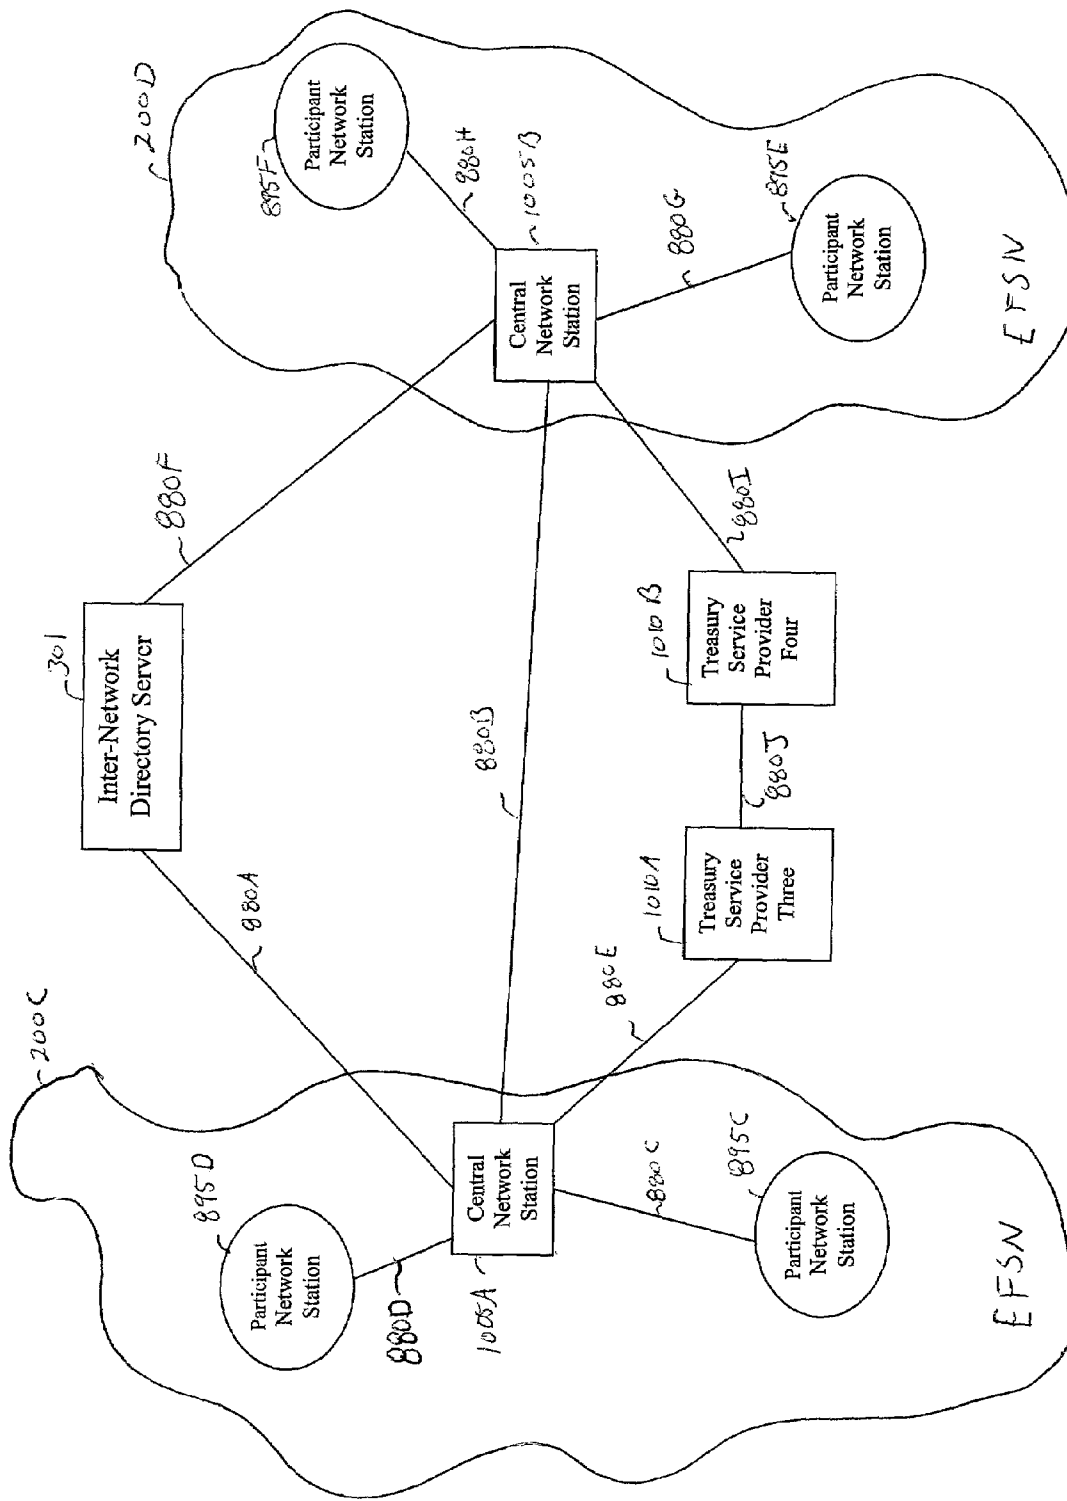 200C
895D
Participant
Network
Station
880D
1005A
Central
Network
Station
880C
895C
Participant
Network
Station
EFSN
880A
301
Inter-Network
Directory Server
880F
880B
880E
1010A
Treasury
Service
Provider
Three
880J
1010B
Treasury
Service
Provider
Four
880I
200D
895F
Participant
Network
Station
880H
1005B
Central
Network
Station
880G
895E
Participant
Network
Station
EFSN